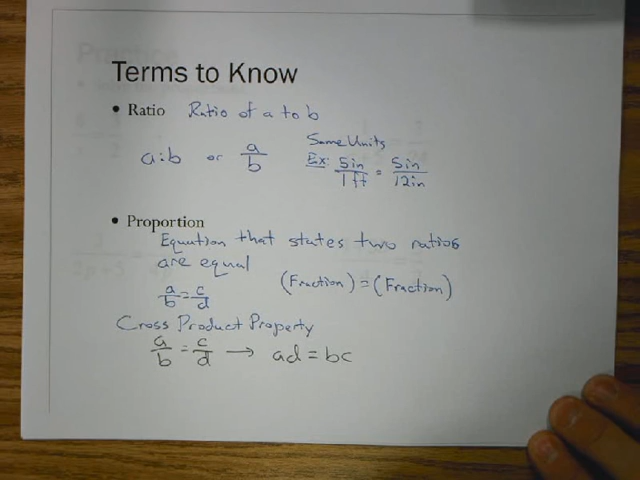 Terms to Know
• Ratio Ratio of a to b
Same Units
a:b or a/b Ex: 5in/1ft = 5in/12in
• Proportion
Equation that states two ratios
are equal
a/b = c/d (Fraction) = (Fraction)
Cross Product Property
a/b = c/d → ad = bc